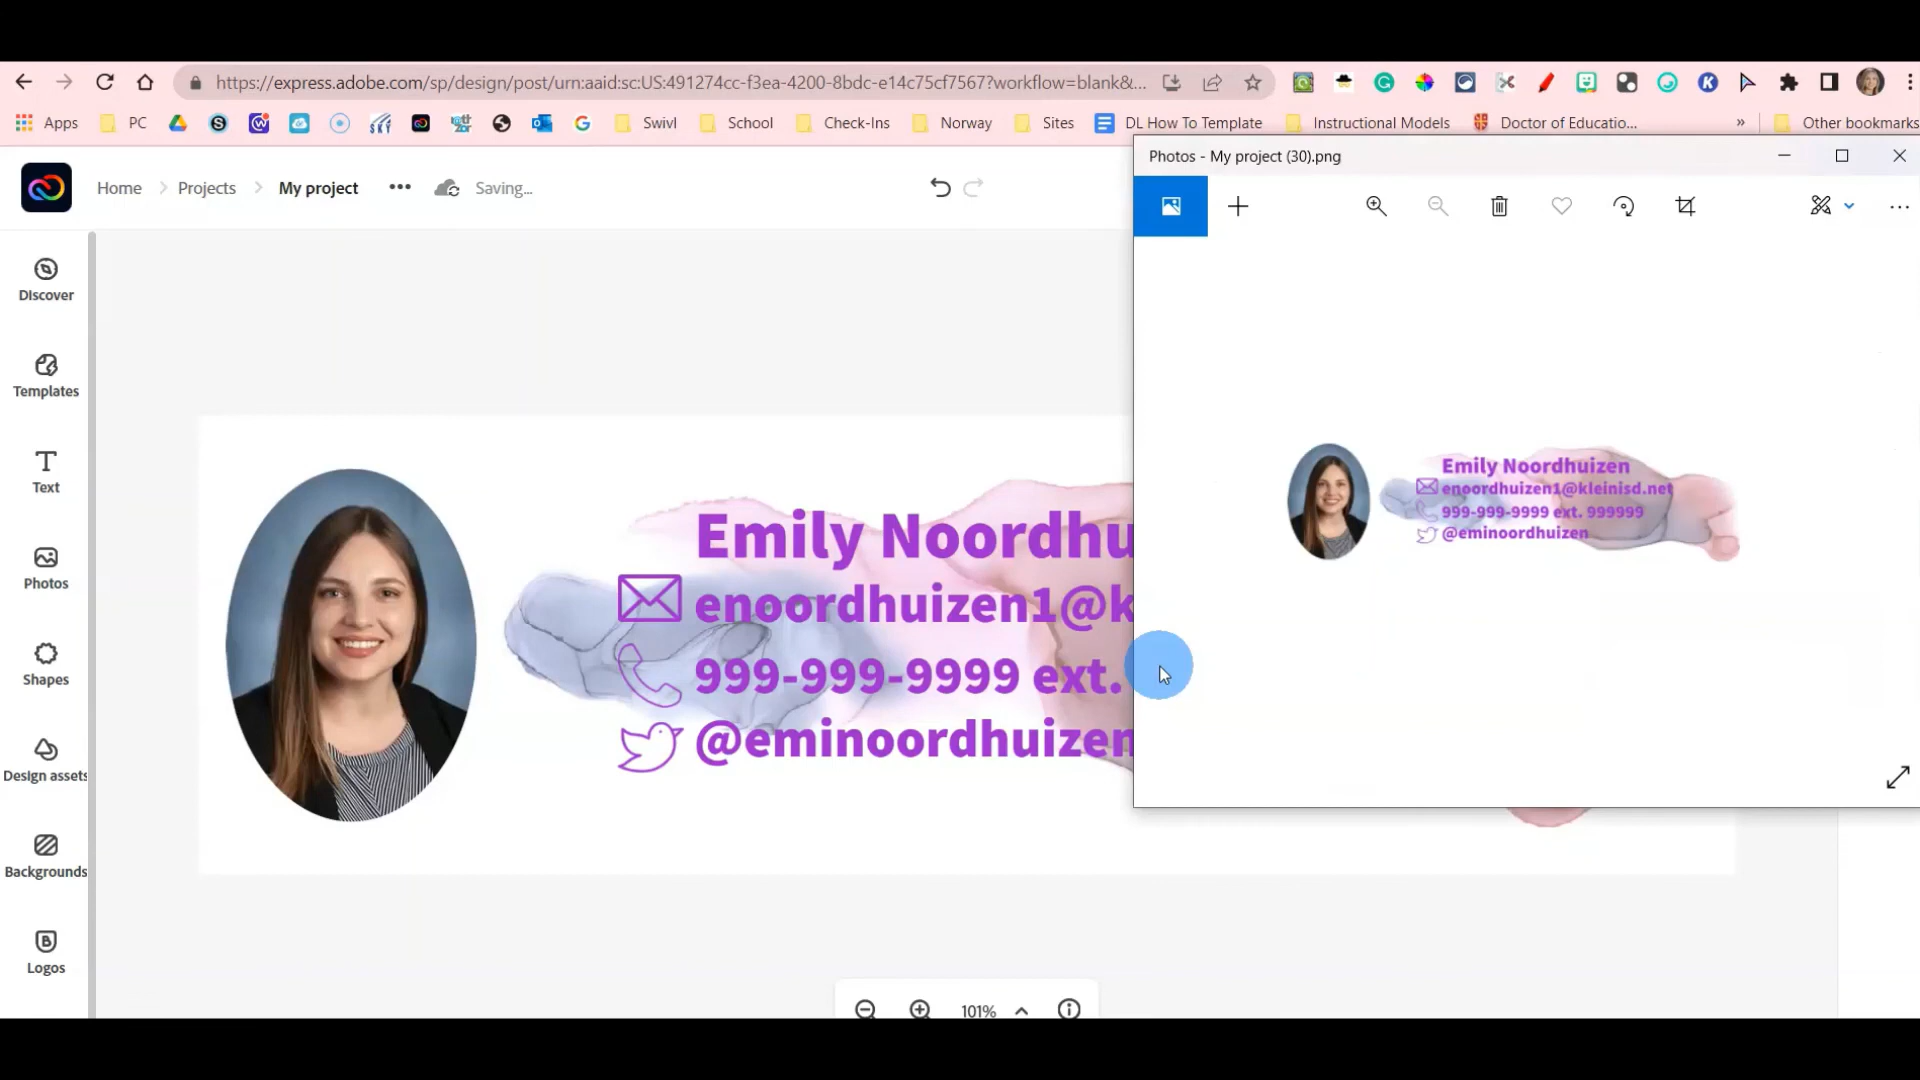 https://express.adobe.com/sp/design/post/urn:aaid:sc:US:491274cc-f3ea-4200-8bdc-e14c75cf7567?workflow=blank&...
Apps PC Swivl School Check-Ins Norway Sites DL How To Template Instructional Models Doctor of Educatio... » Other bookmarks
Home Projects My project ••• Saving...
Photos - My project (30).png
Discover
Templates
Text
Photos
Shapes
Design assets
Backgrounds
Logos
Emily Noordhu
enoordhuizen1@k
999-999-9999 ext.
@eminoordhuizen
Emily Noordhuizen
enoordhuizen1@kleinisd.net
999-999-9999 ext. 999999
@eminoordhuizen
101%